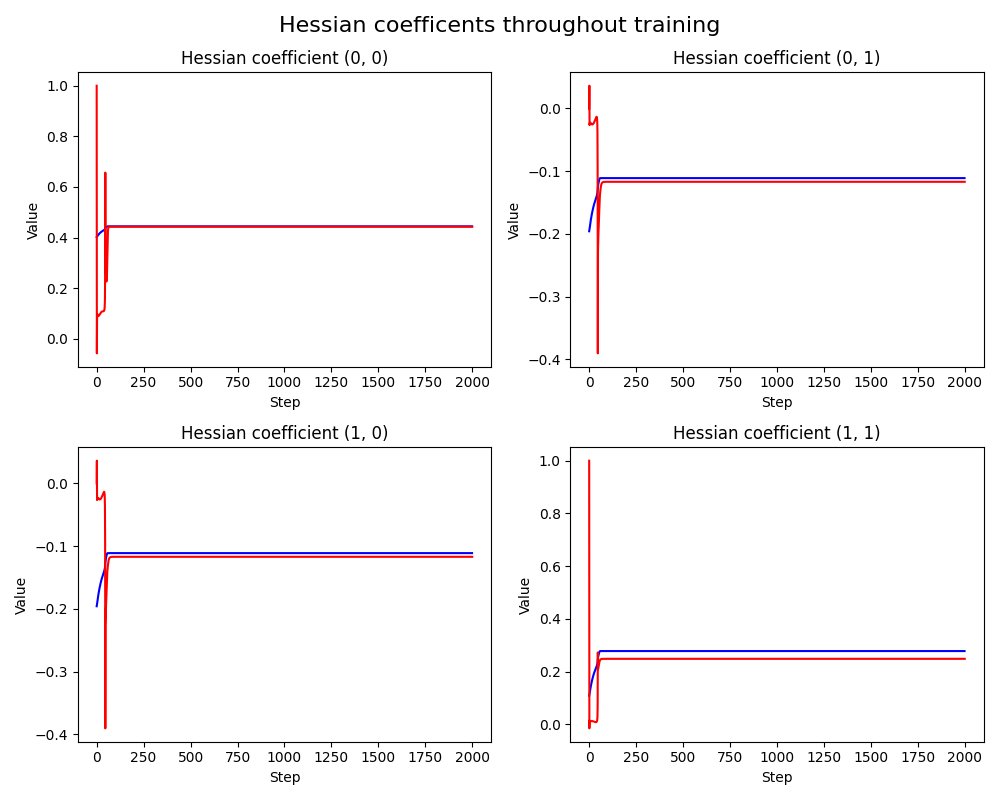 Hessian coefficents throughout training
Hessian coefficient (0, 0)
Value
1.0
0.8
0.6
0.4
0.2
0.0
0 250 500 750 1000 1250 1500 1750 2000
Step
Hessian coefficient (0, 1)
Value
0.0
−0.1
−0.2
−0.3
−0.4
0 250 500 750 1000 1250 1500 1750 2000
Step
Hessian coefficient (1, 0)
Value
0.0
−0.1
−0.2
−0.3
−0.4
0 250 500 750 1000 1250 1500 1750 2000
Step
Hessian coefficient (1, 1)
Value
1.0
0.8
0.6
0.4
0.2
0.0
0 250 500 750 1000 1250 1500 1750 2000
Step